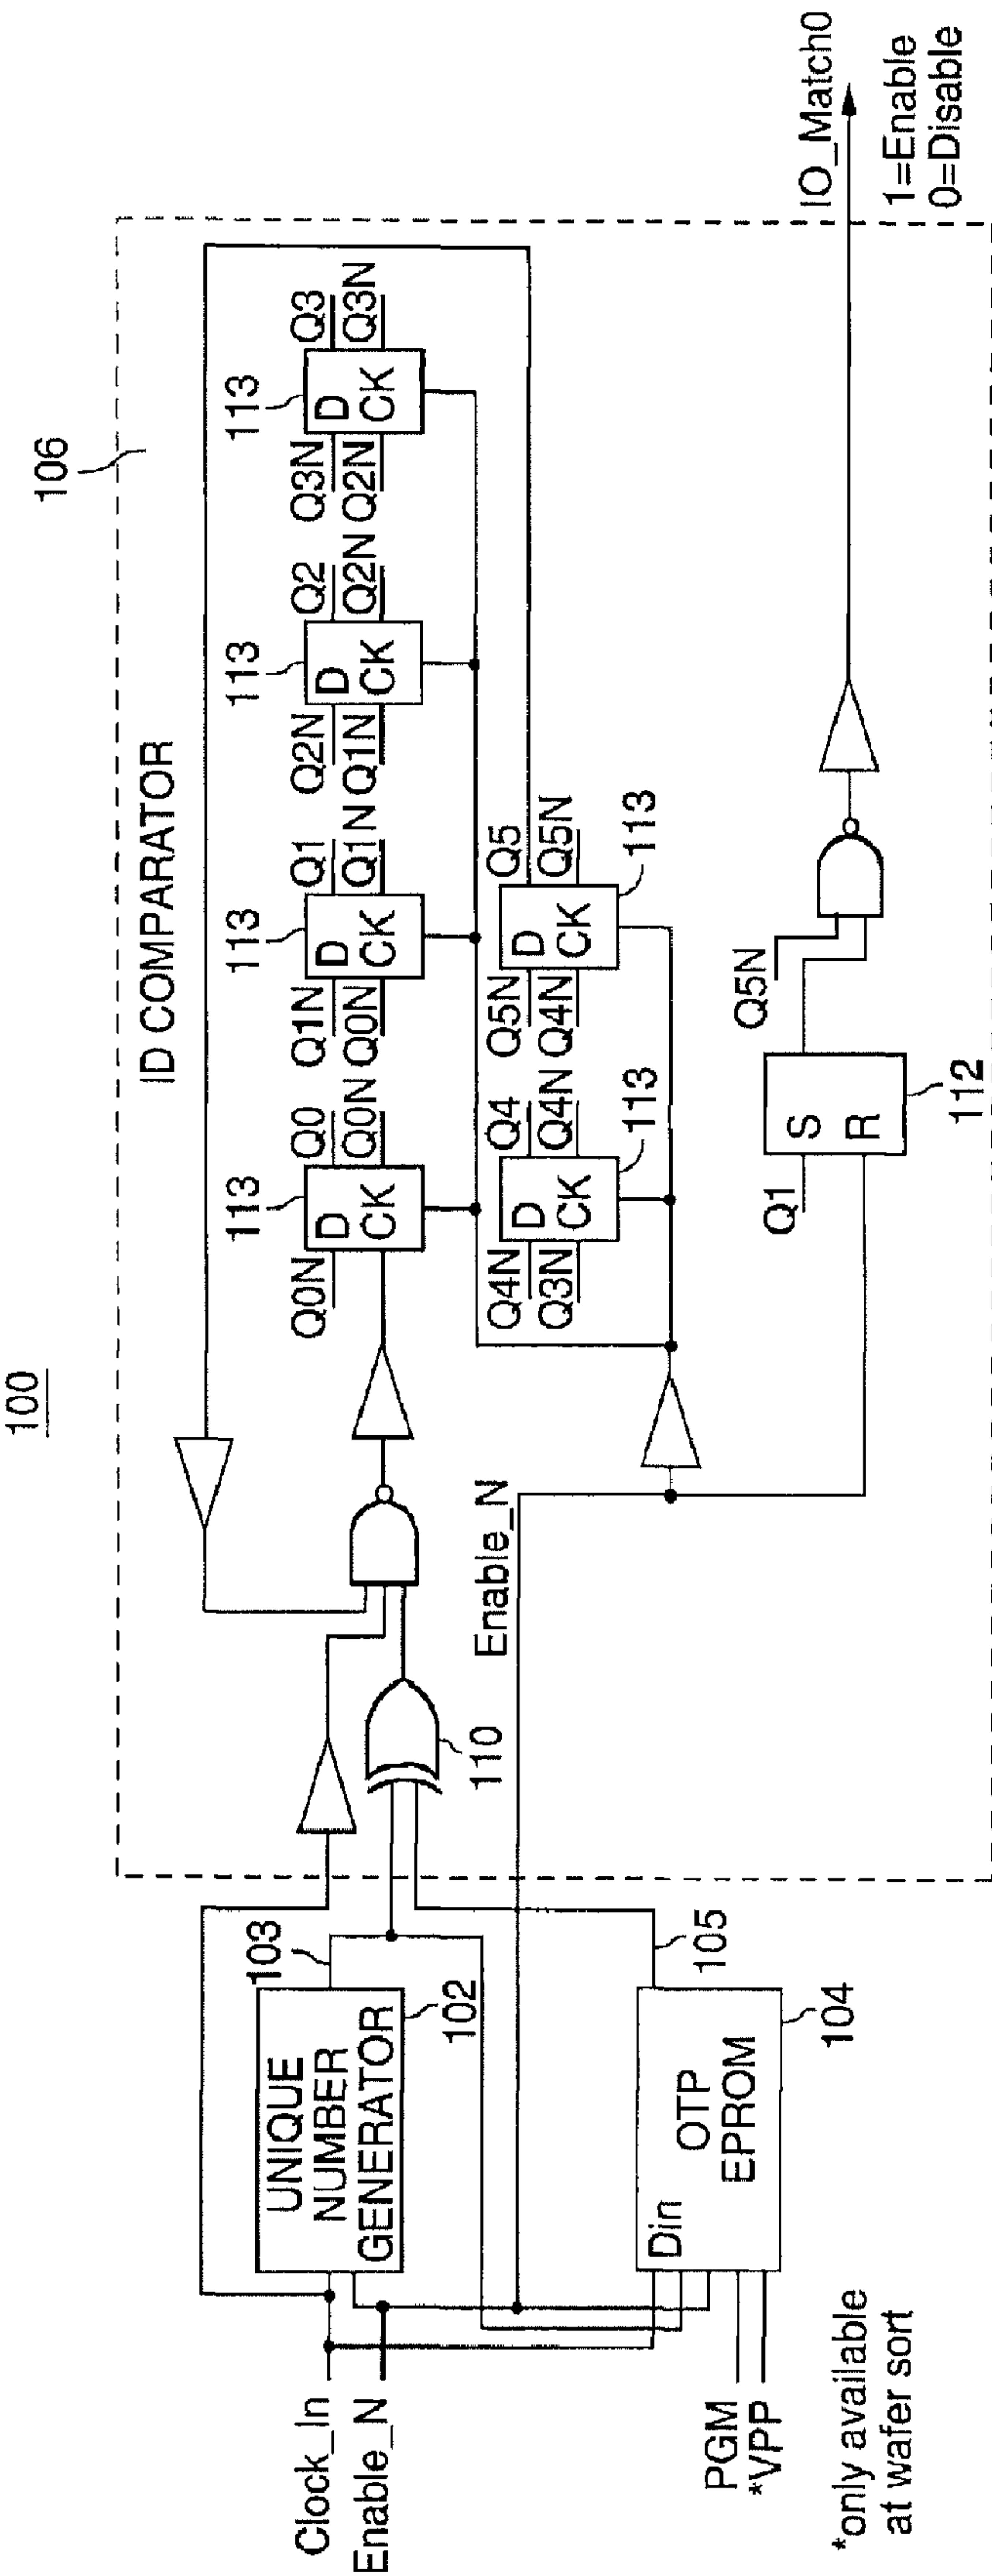 100
106
ID COMPARATOR
Clock_In
Enable_N
UNIQUE
NUMBER
GENERATOR
102
103
PGM
*VPP
Din
OTP
EPROM
104
105
*only available
at wafer sort
110
Enable_N
113
Q0N
D
CK
Q0
Q0N
113
Q1N
Q0N
D
CK
Q1
Q1N
113
Q2N
Q1N
D
CK
Q2
Q2N
113
Q3N
Q2N
D
CK
Q3
Q3N
Q4N
Q3N
D
CK
Q4
Q4N
113
Q5N
Q4N
D
CK
Q5
Q5N
113
Q1
S
R
112
Q5N
IO_Match0
1=Enable
0=Disable